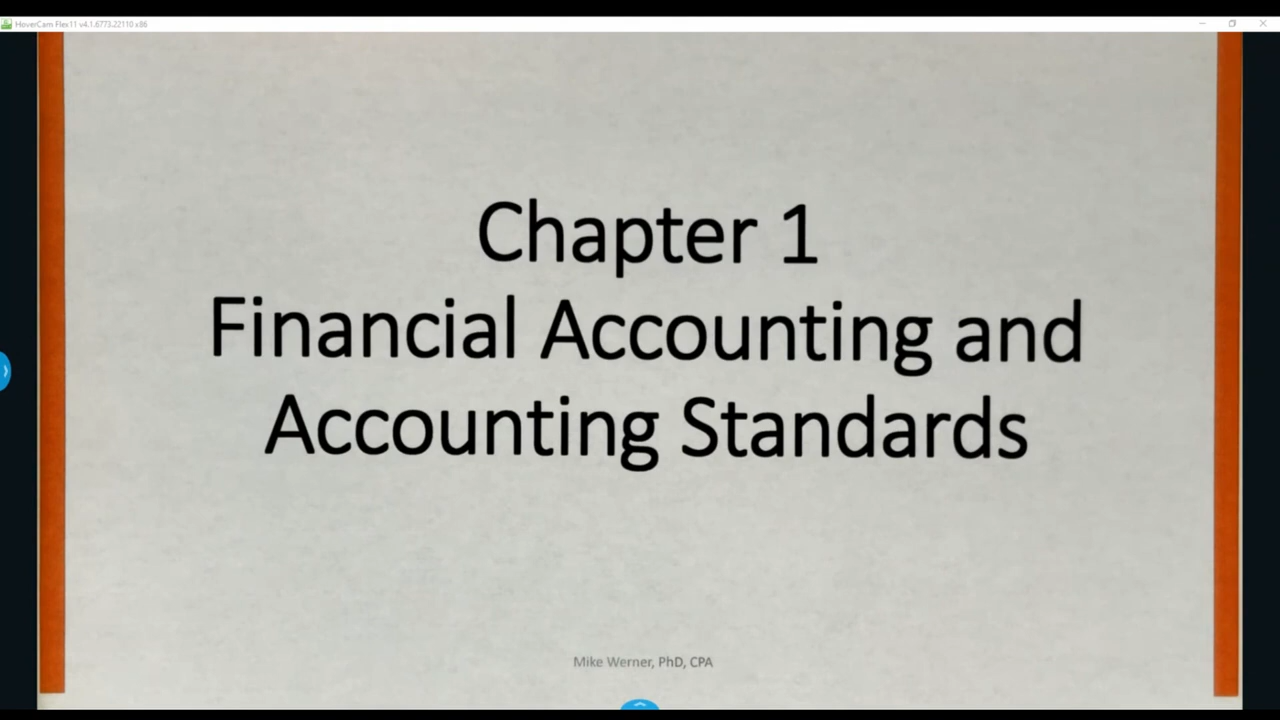 HoverCam Flex11 v4.1.6773.22110 x86
Chapter 1
Financial Accounting and
Accounting Standards
Mike Werner, PhD, CPA